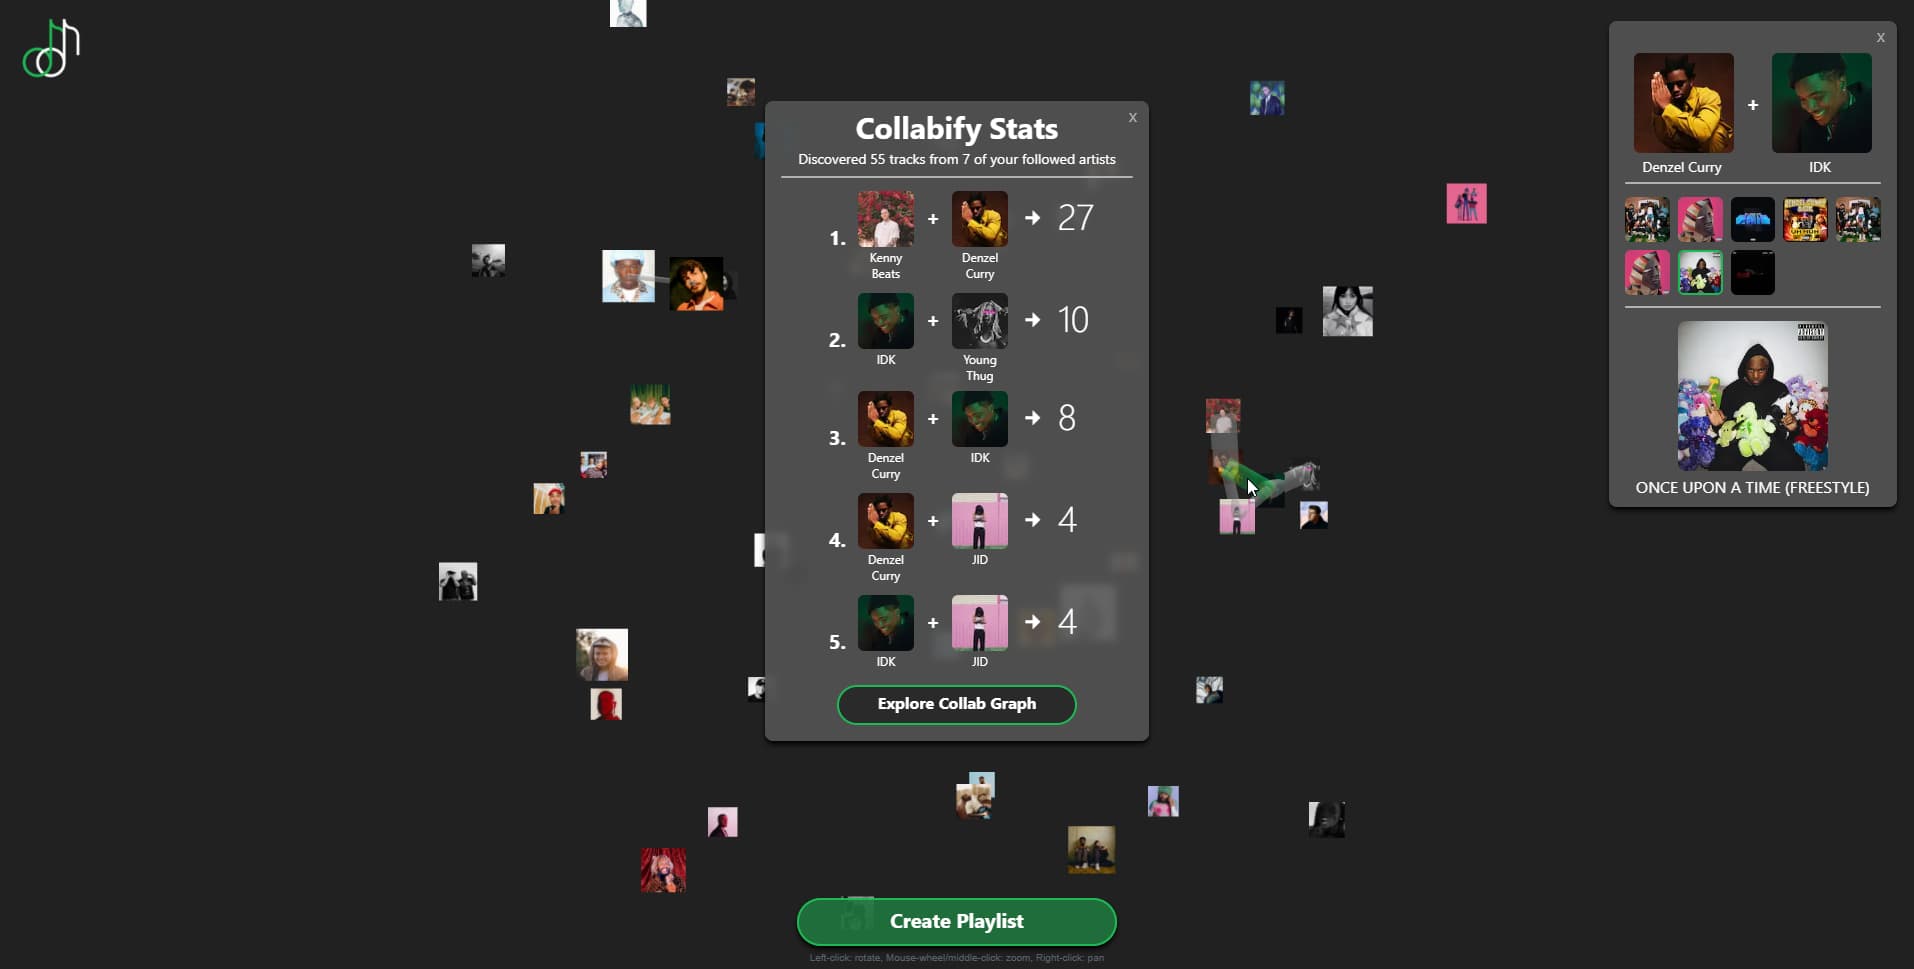 Collabify Stats
X
Discovered 55 tracks from 7 of your followed artists
1.
+
27
Kenny
Beats
Denzel
Curry
2.
+
10
IDK
Young
Thug
3.
+
8
Denzel
Curry
IDK
4.
+
4
Denzel
Curry
JID
5.
+
4
IDK
JID
Explore Collab Graph
Create Playlist
Left-click: rotate, Mouse-wheel/middle-click: zoom, Right-click: pan
X
+
Denzel Curry
IDK
ONCE UPON A TIME (FREESTYLE)